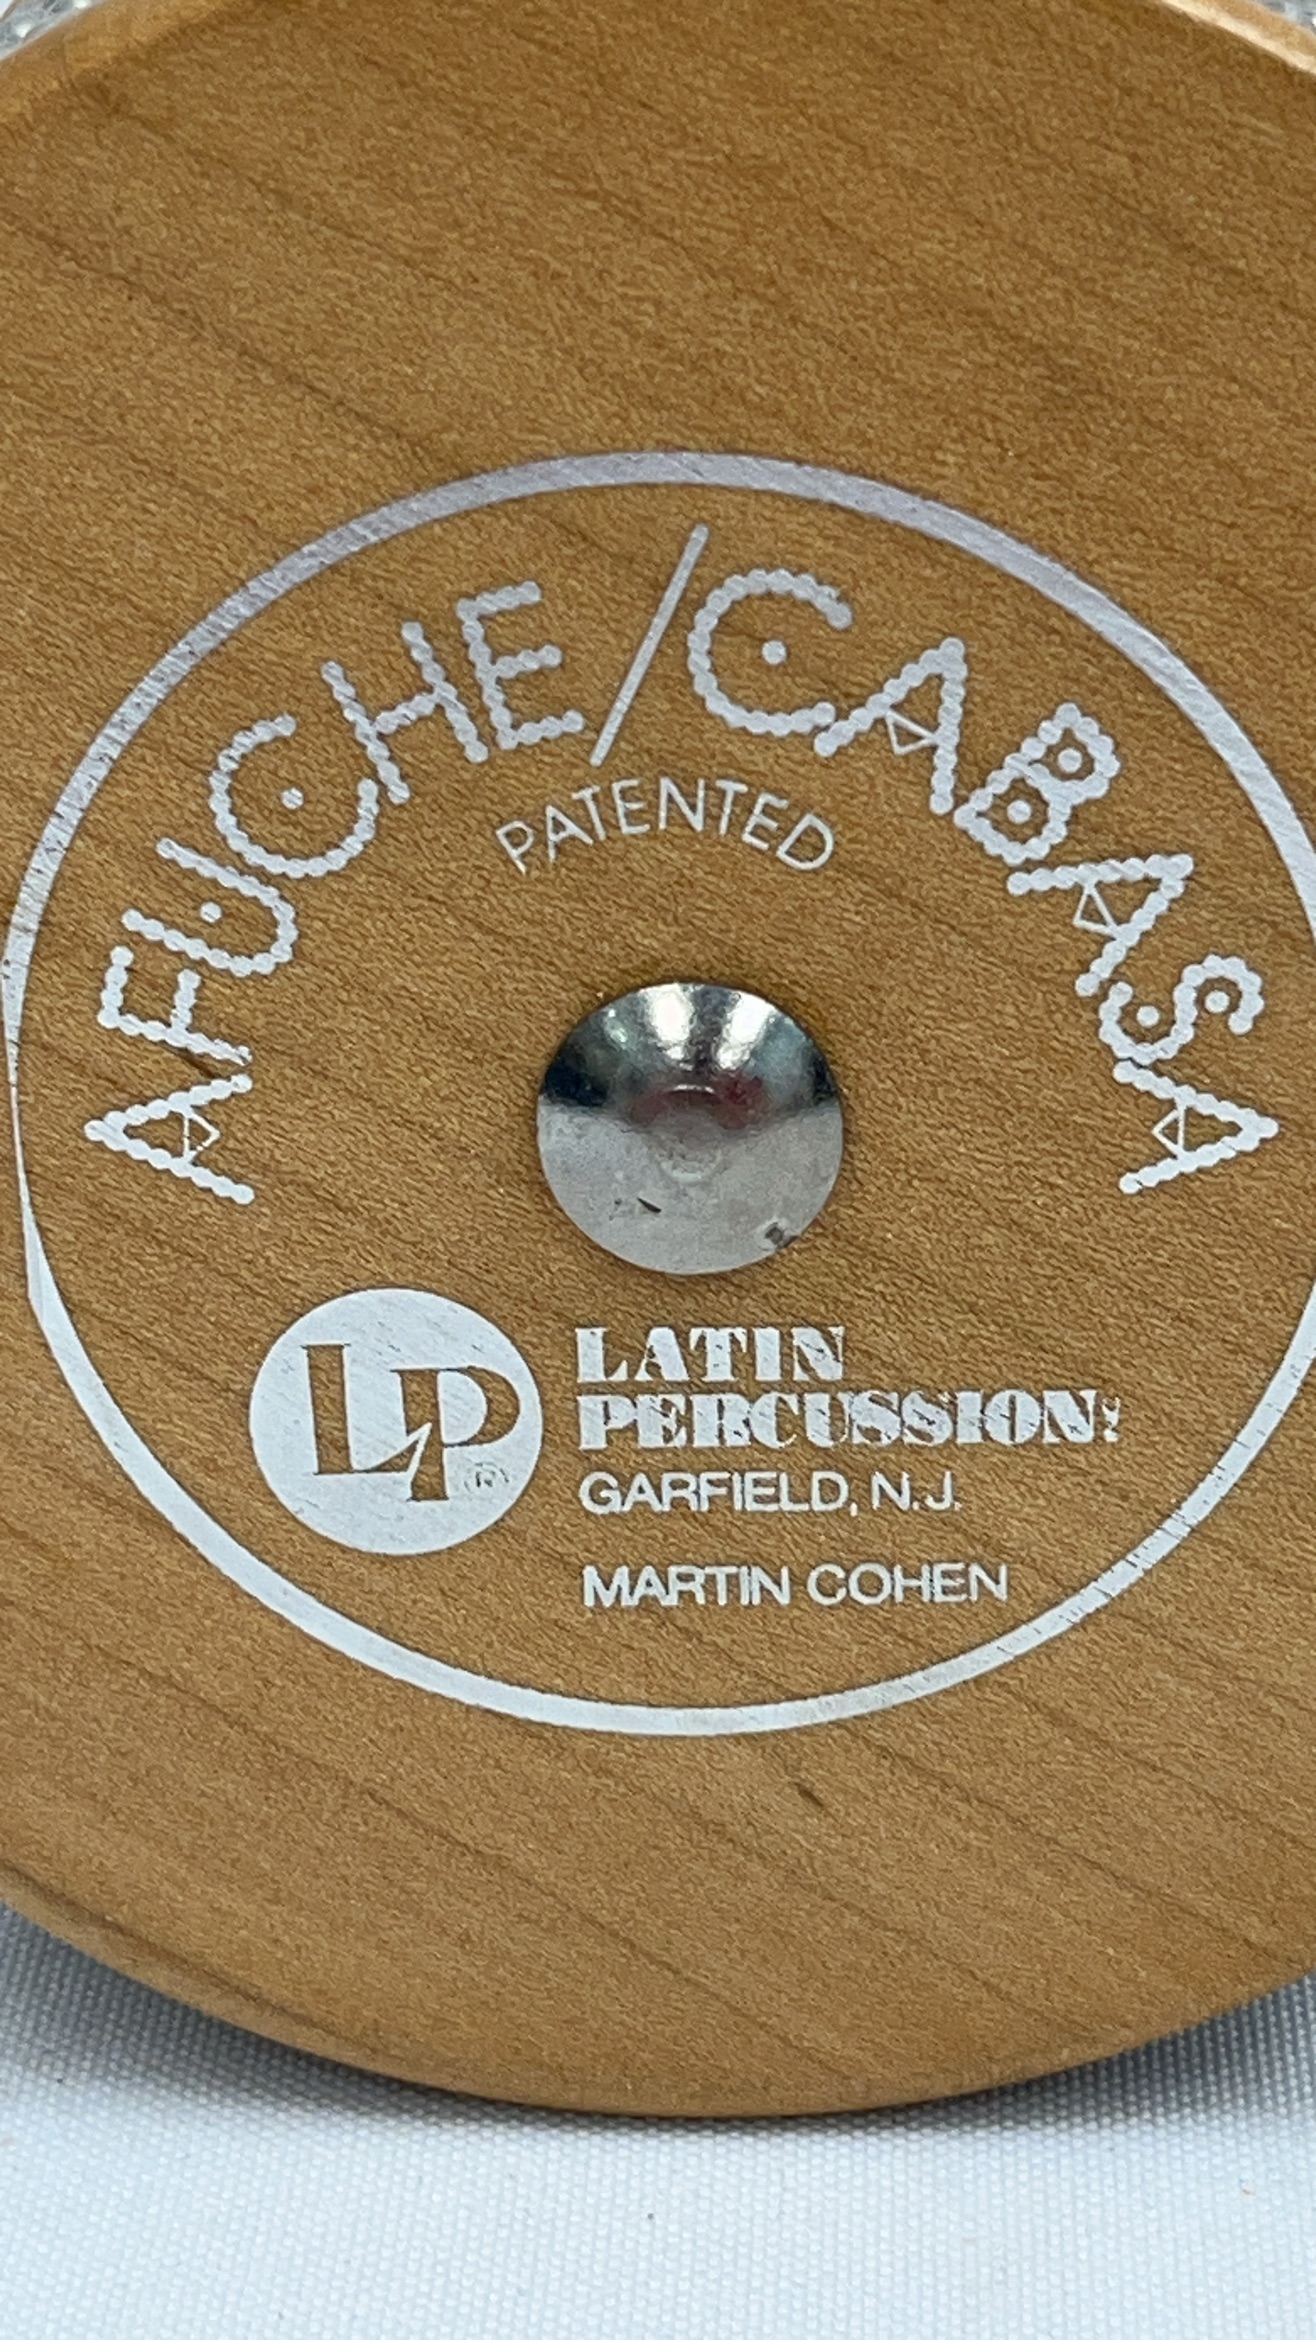 AFUCHE/CABASA
PATENTED
LP®
LATIN
PERCUSSION
GARFIELD, N.J.
MARTIN COHEN